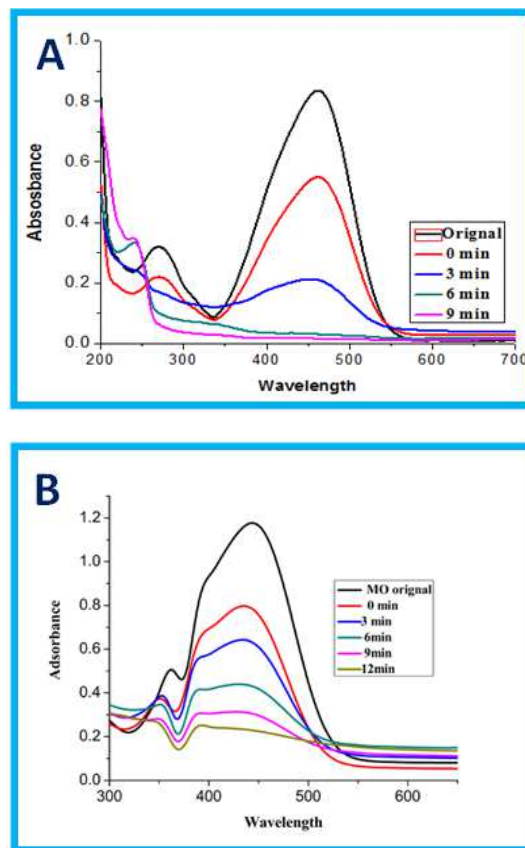 A
1.0
0.8
0.6
0.4
0.2
0.0
Absosbance
Orignal
0 min
3 min
6 min
9 min
200 300 400 500 600 700
Wavelength
B
1.2
1.0
0.8
0.6
0.4
0.2
0.0
Adsorbance
MO orignal
0 min
3 min
6min
9min
12min
300 400 500 600
Wavelength